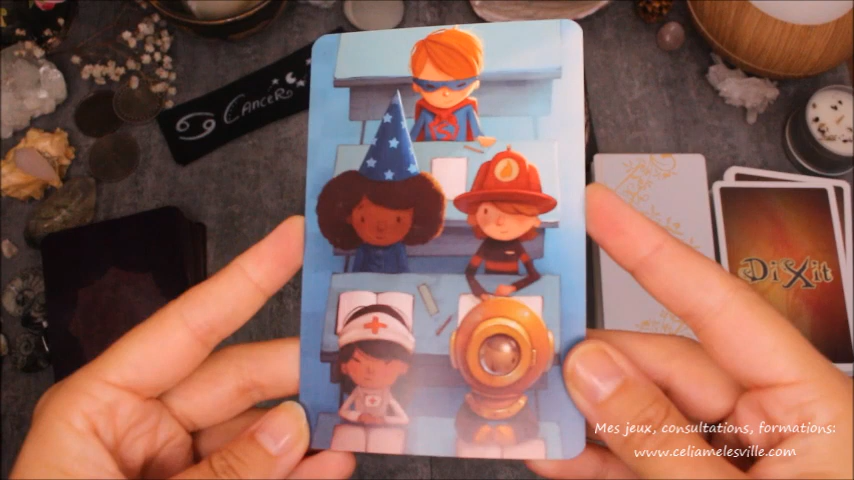 ♋ CANCER
DiXit
Mes jeux, consultations, formations:
www.celiamelesville.com